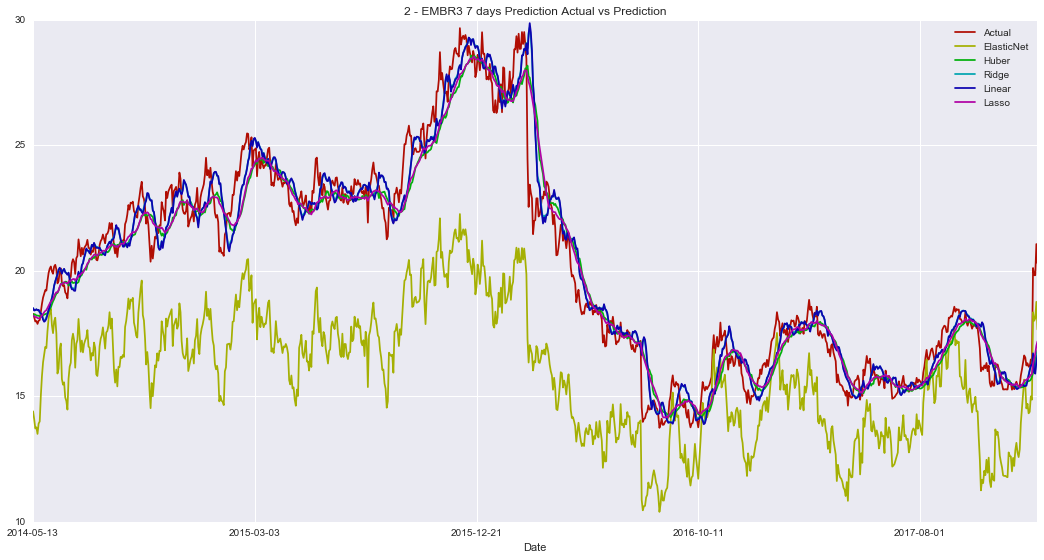 2 - EMBR3 7 days Prediction Actual vs Prediction
30
25
20
15
10
Actual
ElasticNet
Huber
Ridge
Linear
Lasso
2014-05-13
2015-03-03
2015-12-21
2016-10-11
2017-08-01
Date